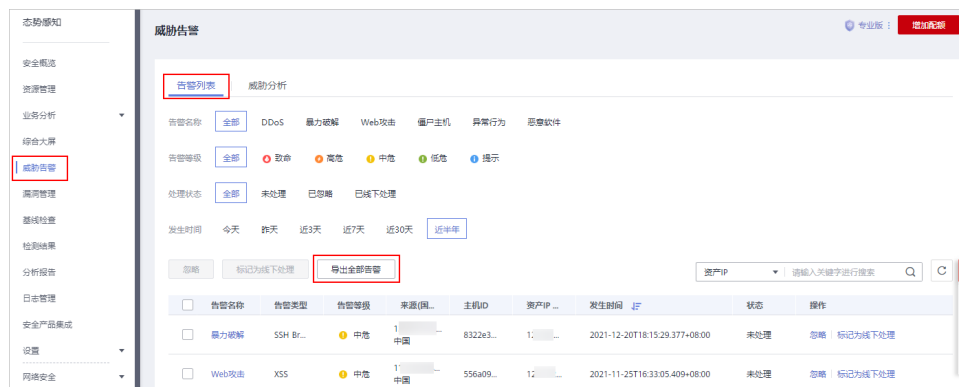 态势感知
安全概览
资源管理
业务分析
综合大屏
威胁告警
漏洞管理
基线检查
检测结果
分析报告
日志管理
安全产品集成
设置
网络安全
威胁告警
专业版
增加配额
告警列表 威胁分析
告警名称 全部 DDoS 暴力破解 Web攻击 僵尸主机 异常行为 恶意软件
告警等级 全部 致命 高危 中危 低危 提示
处理状态 全部 未处理 已忽略 已线下处理
发生时间 今天 昨天 近3天 近7天 近30天 近半年
忽略 标记为线下处理 导出全部告警 资产IP 请输入关键字进行搜索
告警名称 告警类型 告警等级 来源(国... 主机ID 资产IP ... 发生时间 状态 操作
暴力破解 SSH Br... 中危 中国 8322e3... 2021-12-20T18:15:29.377+08:00 未处理 忽略 标记为线下处理
Web攻击 XSS 中危 中国 556a09... 2021-11-25T16:33:05.409+08:00 未处理 忽略 标记为线下处理